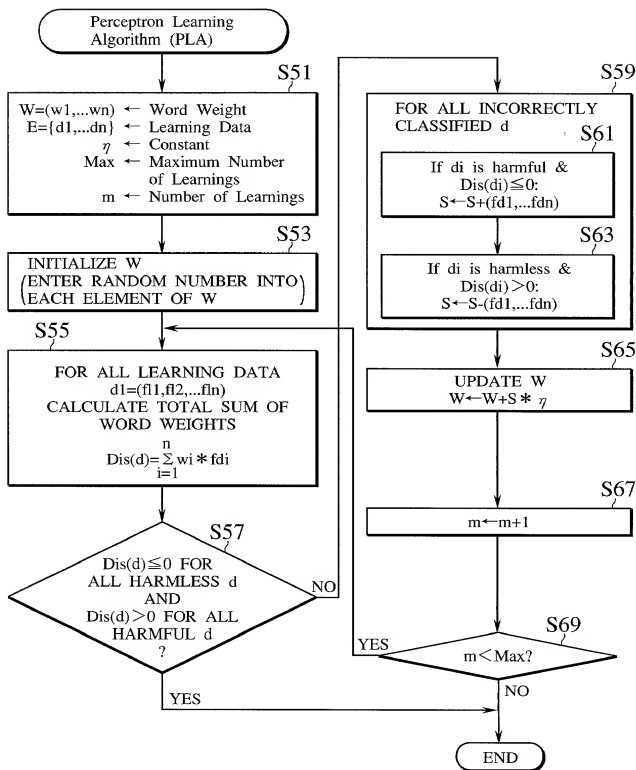 Perceptron Learning
Algorithm (PLA)
S51
W=(w1,...wn) ← Word Weight
E={d1,...dn} ← Learning Data
η ← Constant
Max ← Maximum Number
of Learnings
m ← Number of Learnings
S53
INITIALIZE W
(ENTER RANDOM NUMBER INTO
EACH ELEMENT OF W)
S55
FOR ALL LEARNING DATA
d1=(fl1,fl2,...fln)
CALCULATE TOTAL SUM OF
WORD WEIGHTS
n
Dis(d)=Σ wi * fdi
i=1
S57
Dis(d)≦0 FOR
ALL HARMLESS d
AND
Dis(d)>0 FOR ALL
HARMFUL d
?
NO
YES
S59
FOR ALL INCORRECTLY
CLASSIFIED d
S61
If di is harmful &
Dis(di)≦0:
S←S+(fd1,...fdn)
S63
If di is harmless &
Dis(di)>0:
S←S-(fd1,...fdn)
S65
UPDATE W
W←W+S * η
S67
m←m+1
S69
m<Max?
YES
NO
END